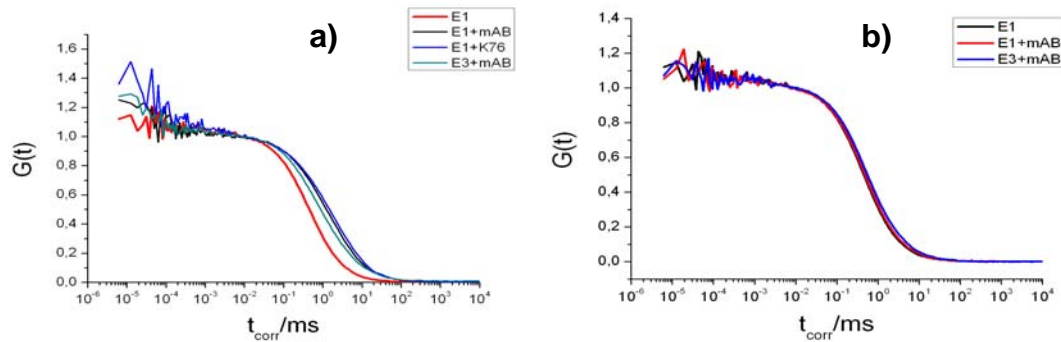 a)
E1
E1+mAB
E1+K76
E3+mAB
1,6
1,4
1,2
1,0
0,8
0,6
0,4
0,2
0,0
G(t)
10⁻⁶ 10⁻⁵ 10⁻⁴ 10⁻³ 10⁻² 10⁻¹ 10⁰ 10¹ 10² 10³ 10⁴
t_corr/ms
b)
E1
E1+mAB
E3+mAB
1.4
1.2
1.0
0.8
0.6
0.4
0.2
0.0
G(t)
10⁻⁶ 10⁻⁵ 10⁻⁴ 10⁻³ 10⁻² 10⁻¹ 10⁰ 10¹ 10² 10³ 10⁴
t_corr/ms